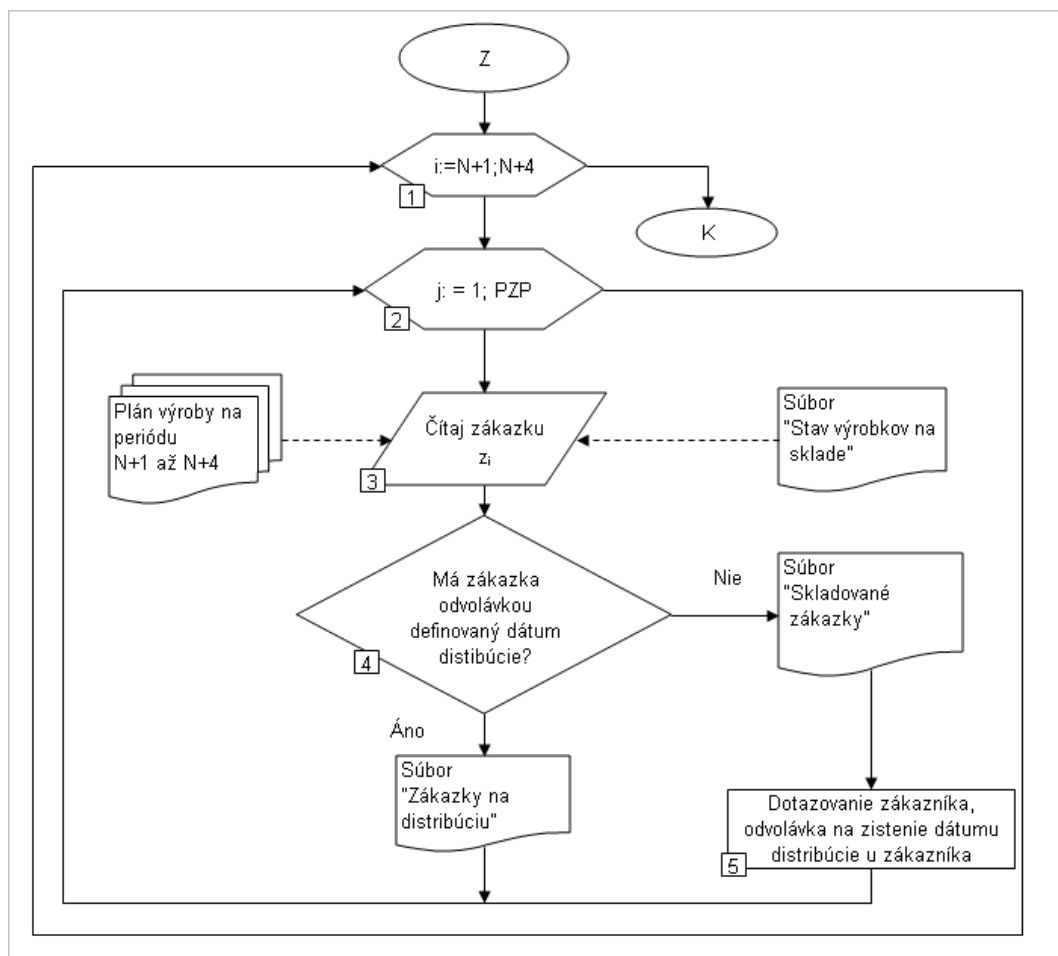 Z
i:=N+1;N+4
1
K
j: = 1; PZP
2
Plán výroby na
periódu
N+1 až N+4
Čítaj zákazku
zi
3
Súbor
"Stav výrobkov na
sklade"
Má zákazka
odvolávkou
definovaný dátum
distibúcie?
4
Nie
Súbor
"Skladované
zákazky"
Áno
Súbor
"Zákazky na
distribúciu"
Dotazovanie zákazníka,
odvolávka na zistenie dátumu
distribúcie u zákazníka
5